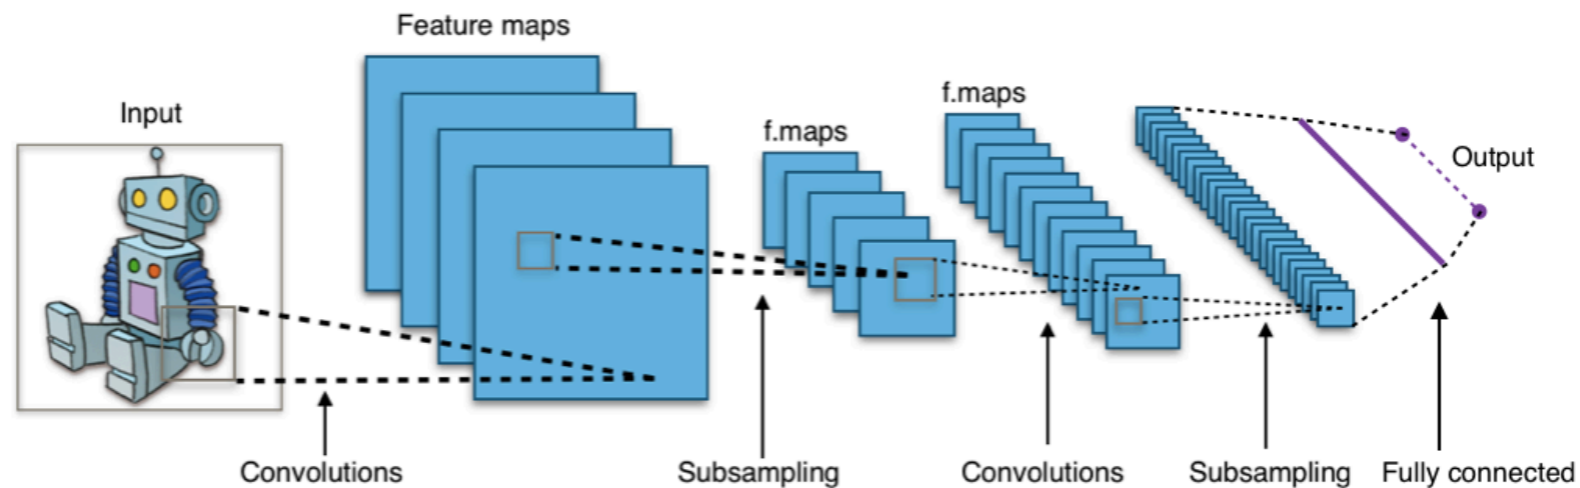 Feature maps
f.maps
Input
f.maps
Output
Convolutions
Subsampling
Convolutions
Subsampling
Fully connected